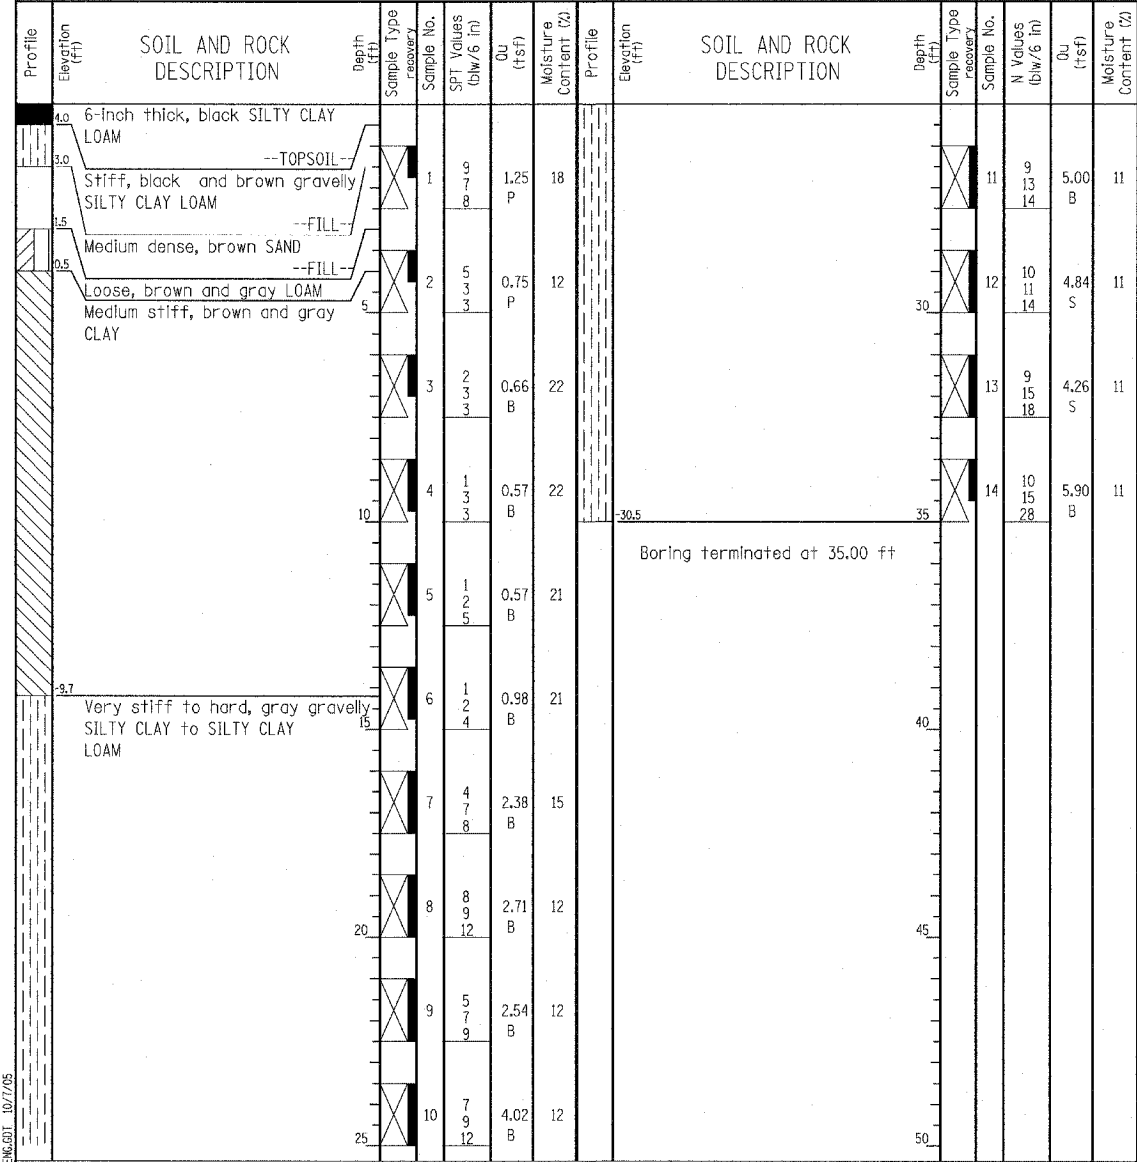 Profile
Elevation (ft)
SOIL AND ROCK
DESCRIPTION
Depth (ft)
Sample Type
recovery
Sample No.
SPT Values
(blw/6 in)
Qu
(tsf)
Moisture
Content (%)
Profile
Elevation (ft)
SOIL AND ROCK
DESCRIPTION
Depth (ft)
Sample Type
recovery
Sample No.
N Values
(blw/6 in)
Qu
(tsf)
Moisture
Content (%)
4.0 6-inch thick, black SILTY CLAY
LOAM
--TOPSOIL--
3.0
Stiff, black and brown gravelly
SILTY CLAY LOAM
--FILL--
1.5
Medium dense, brown SAND
--FILL--
0.5
Loose, brown and gray LOAM
Medium stiff, brown and gray
CLAY
-9.7
Very stiff to hard, gray gravelly
SILTY CLAY to SILTY CLAY
LOAM
5
10
15
20
25
1 9 7 8 1.25 P 18
2 5 3 3 0.75 P 12
3 2 3 3 0.66 B 22
4 1 3 3 0.57 B 22
5 1 2 5 0.57 B 21
6 1 2 4 0.98 B 21
7 4 7 8 2.38 B 15
8 8 9 12 2.71 B 12
9 5 7 9 2.54 B 12
10 7 9 12 4.02 B 12
-30.5
Boring terminated at 35.00 ft
30
35
40
45
50
11 9 13 14 5.00 B 11
12 10 11 14 4.84 S 11
13 9 15 18 4.26 S 11
14 10 15 28 5.90 B 11
ENG.GDT 10/7/05